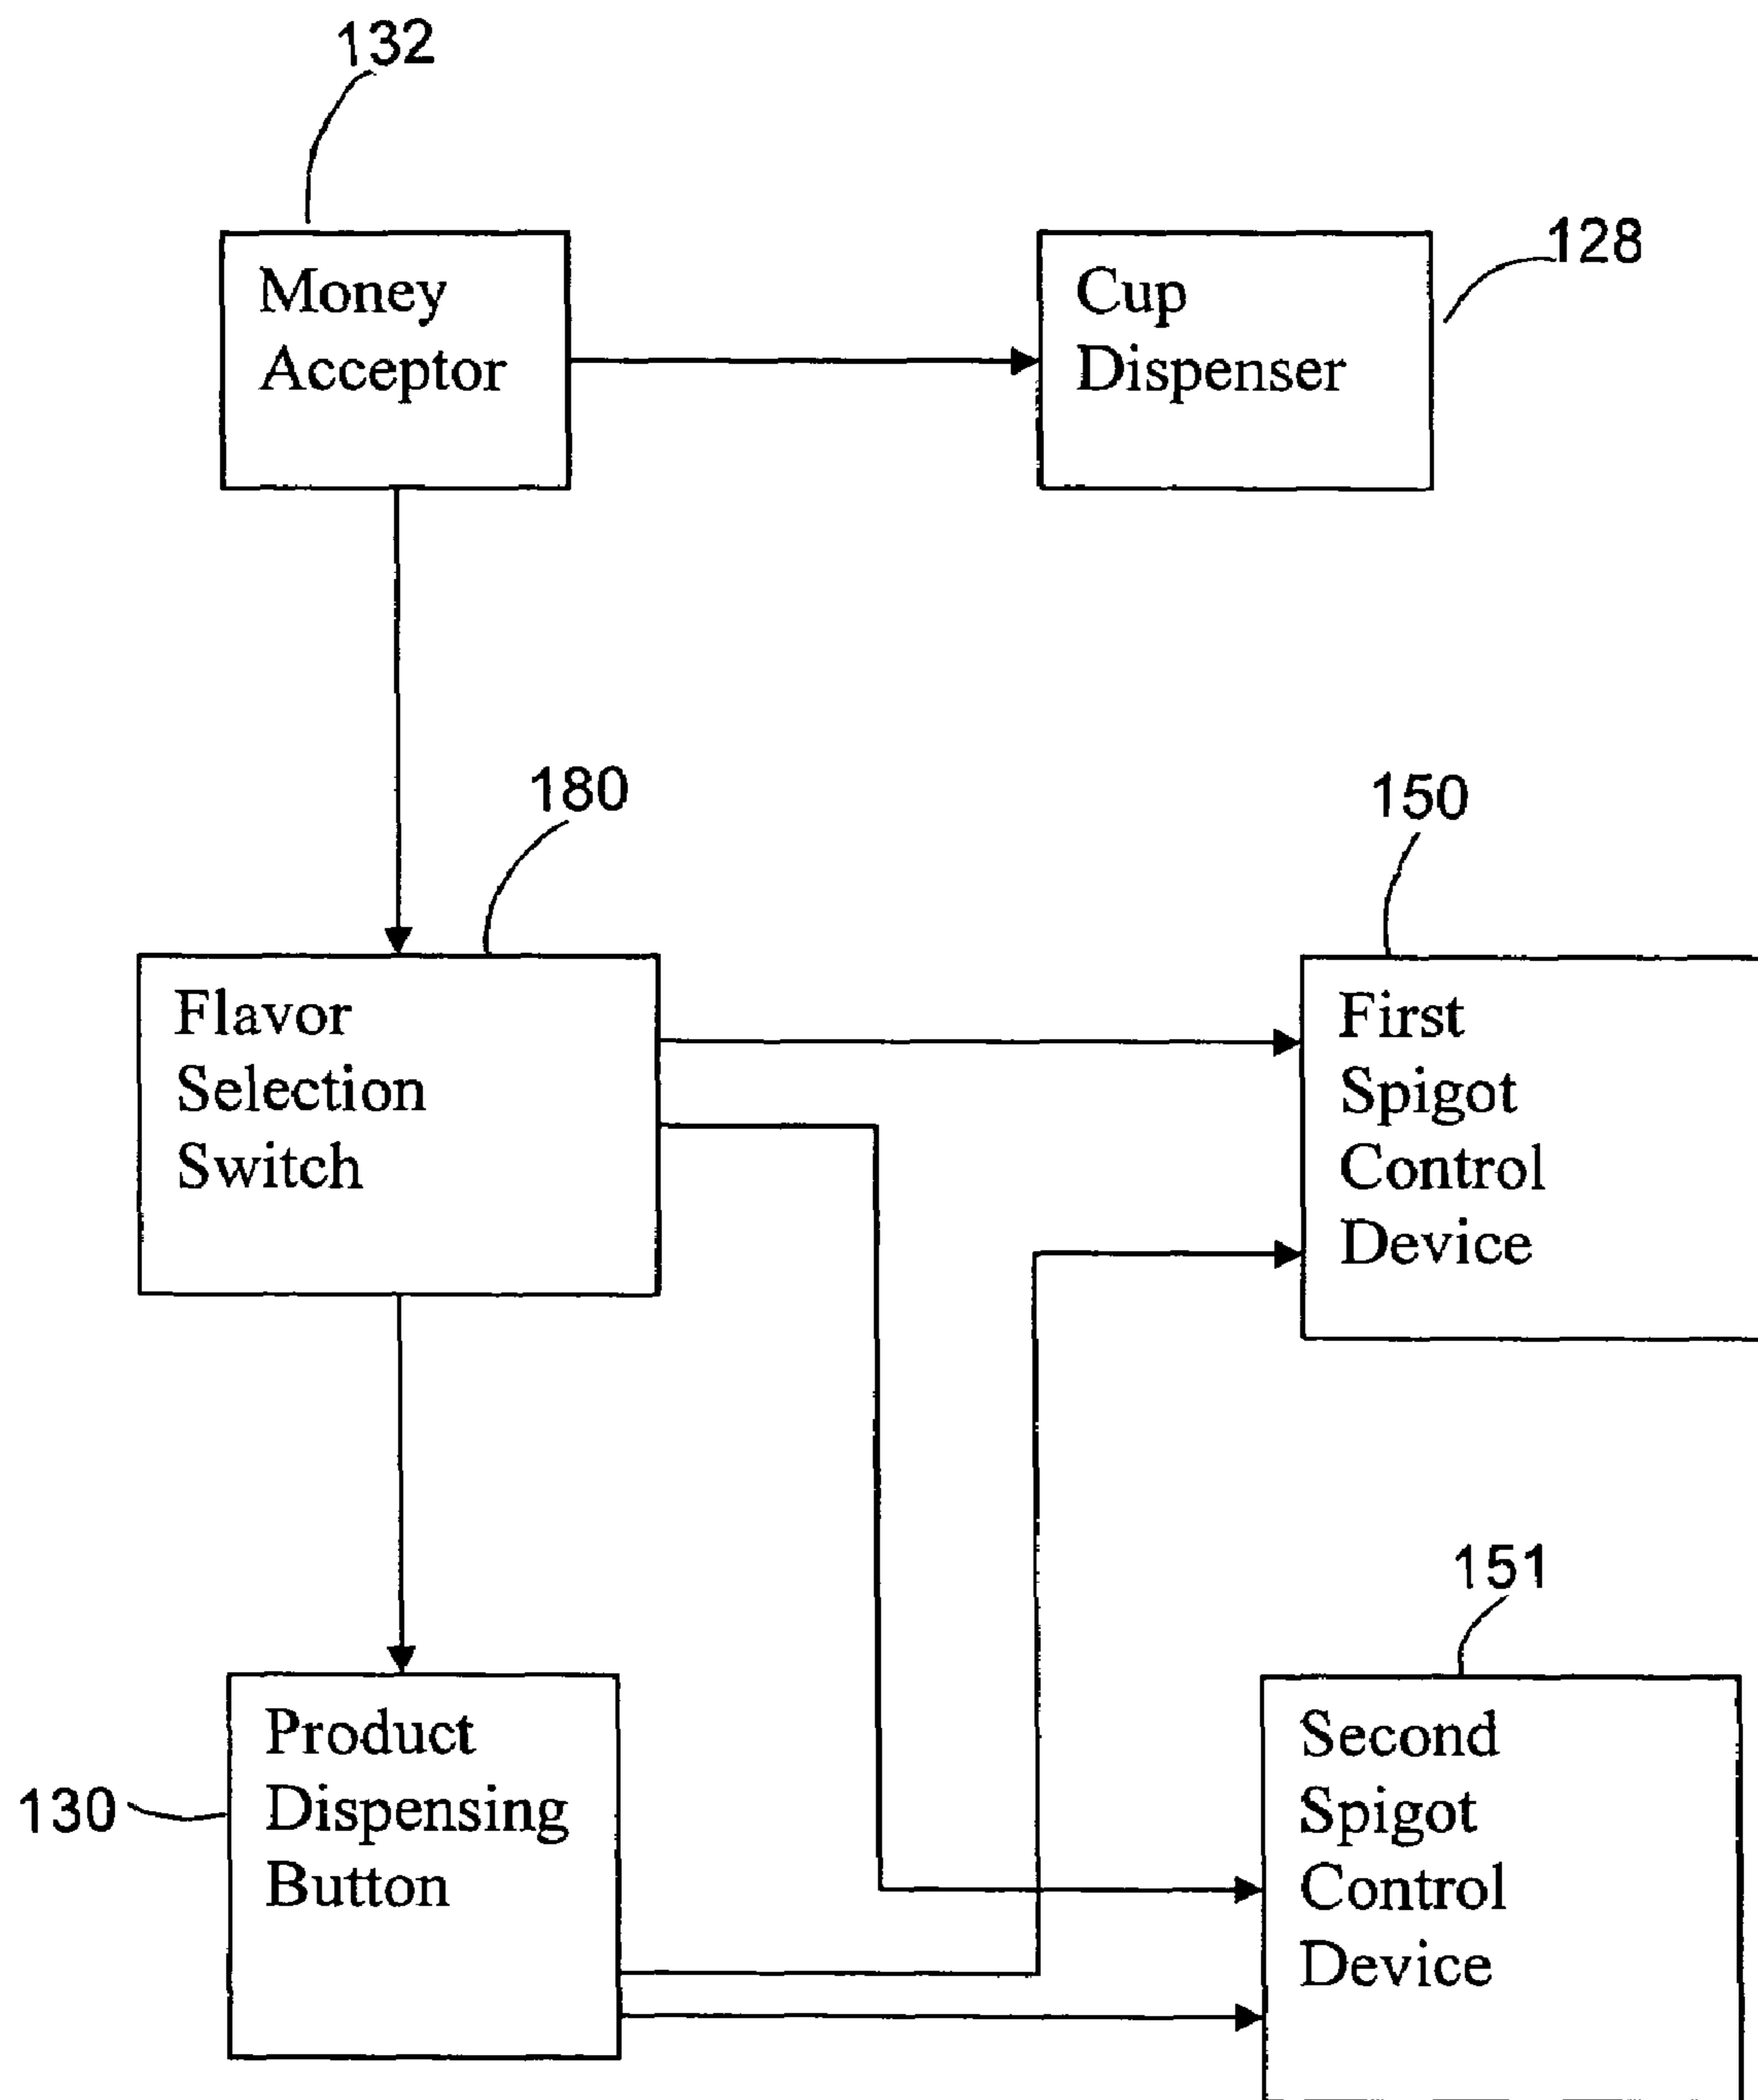 132
Money
Acceptor
Cup
Dispenser
128
180
Flavor
Selection
Switch
150
First
Spigot
Control
Device
130
Product
Dispensing
Button
151
Second
Spigot
Control
Device